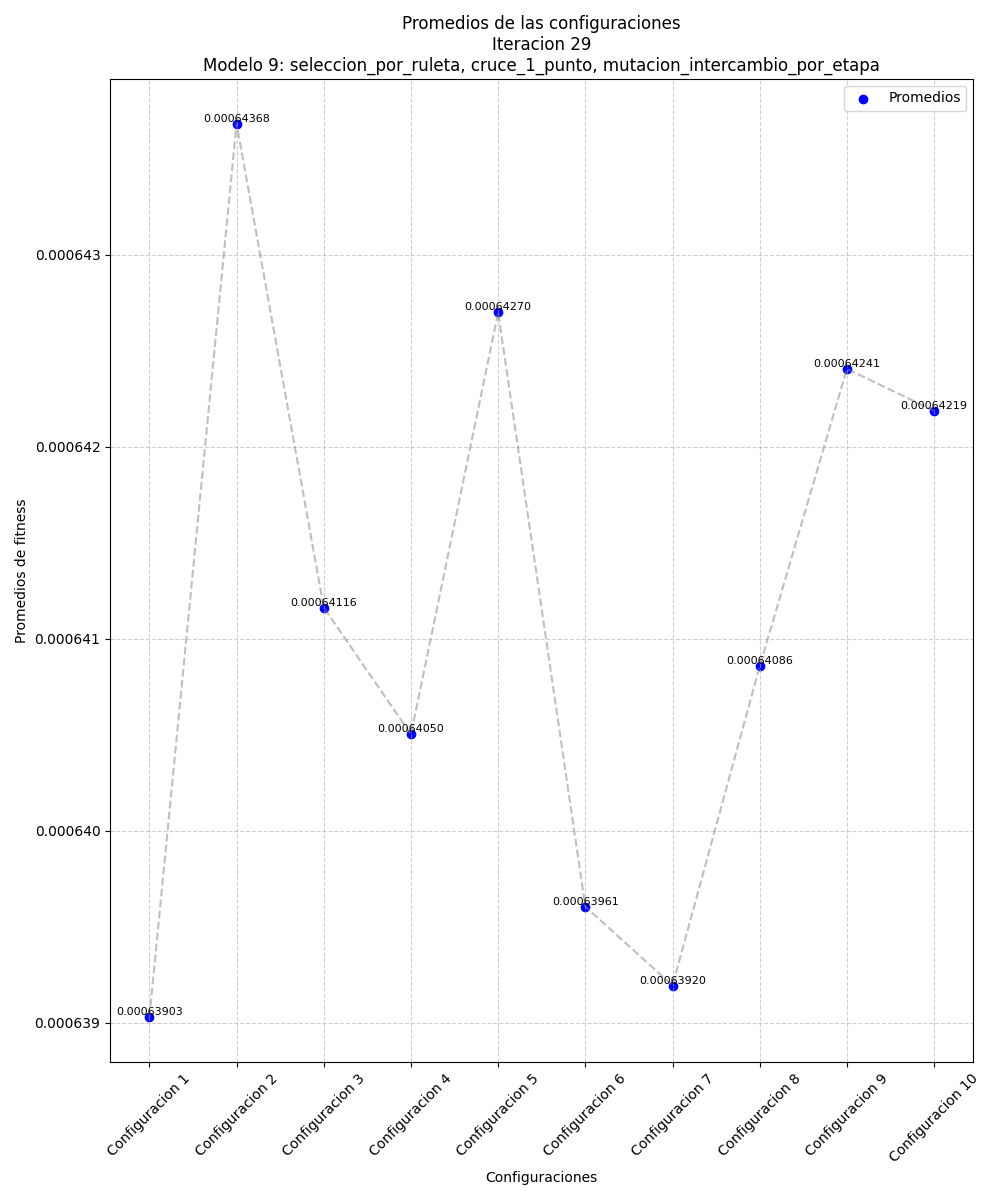 Promedios de las configuraciones
Iteracion 29
Modelo 9: seleccion_por_ruleta, cruce_1_punto, mutacion_intercambio_por_etapa
Promedios
0.00064368
0.000643
0.00064270
0.00064241
0.00064219
0.000642
0.00064116
0.000641
0.00064086
0.00064050
0.000640
0.00063961
0.00063920
0.00063903
0.000639
Promedios de fitness
Configuracion 1
Configuracion 2
Configuracion 3
Configuracion 4
Configuracion 5
Configuracion 6
Configuracion 7
Configuracion 8
Configuracion 9
Configuracion 10
Configuraciones